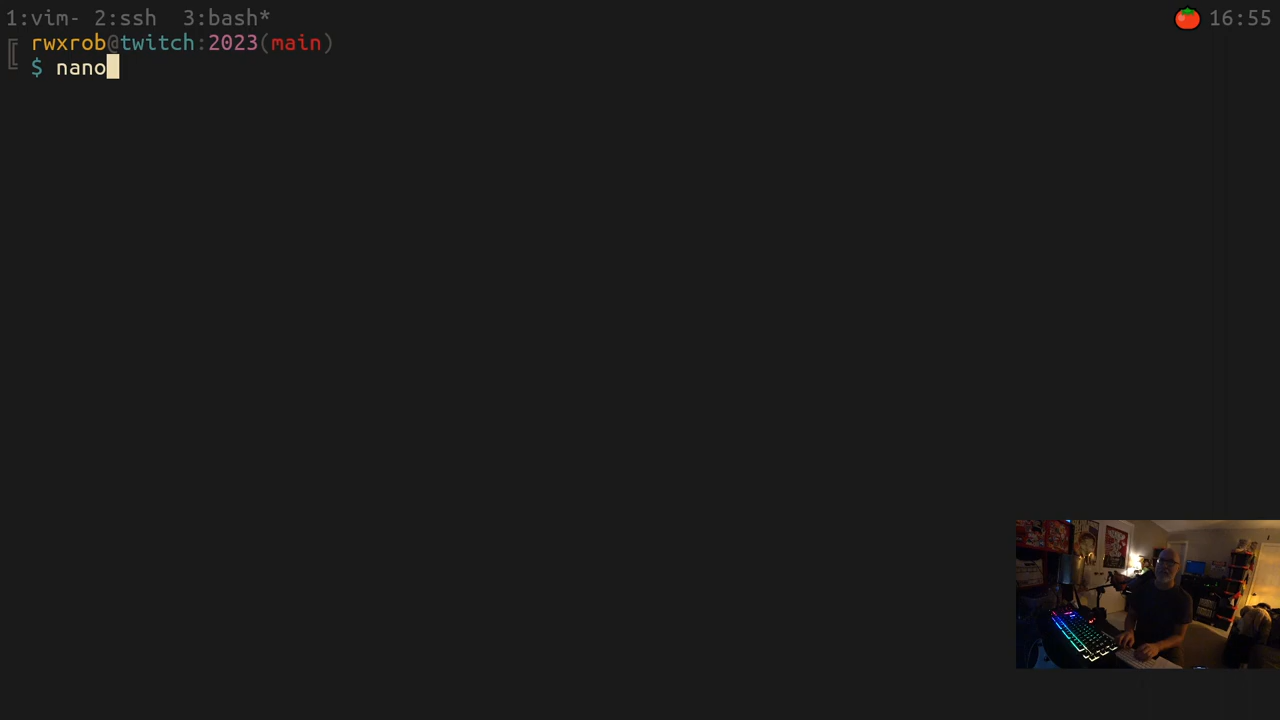 1:vim- 2:ssh  3:bash*
16:55
rwxrob@twitch:2023(main)
$ nano